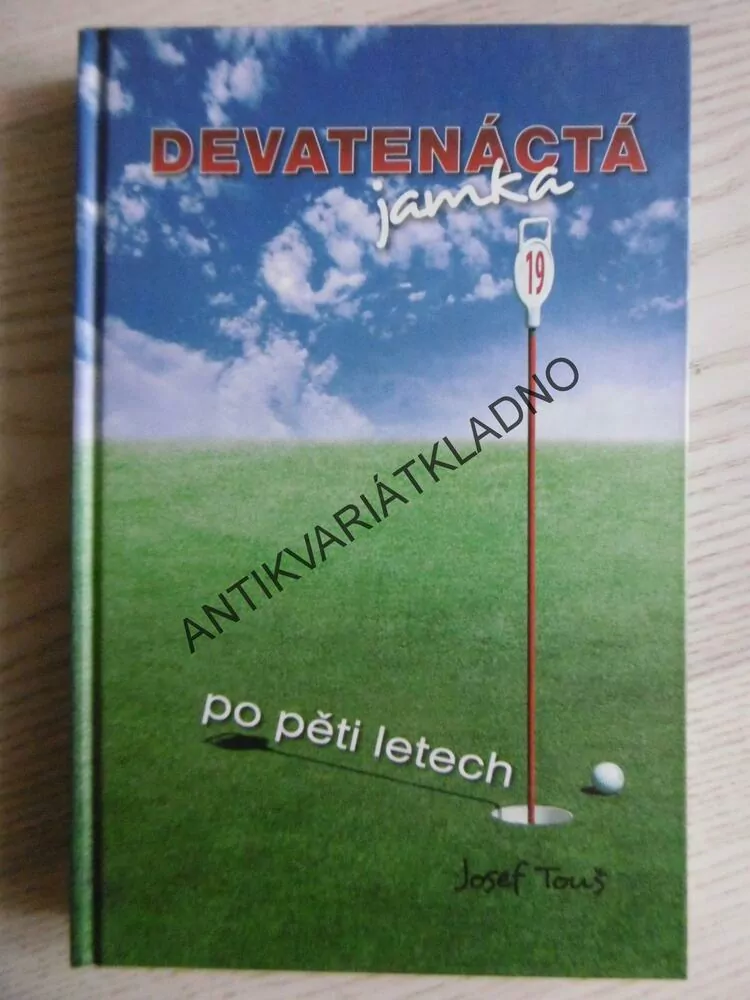 DEVATENÁCTÁ
jamka
19
ANTIKVARIÁTKLADNO
po pěti letech
Josef Touš